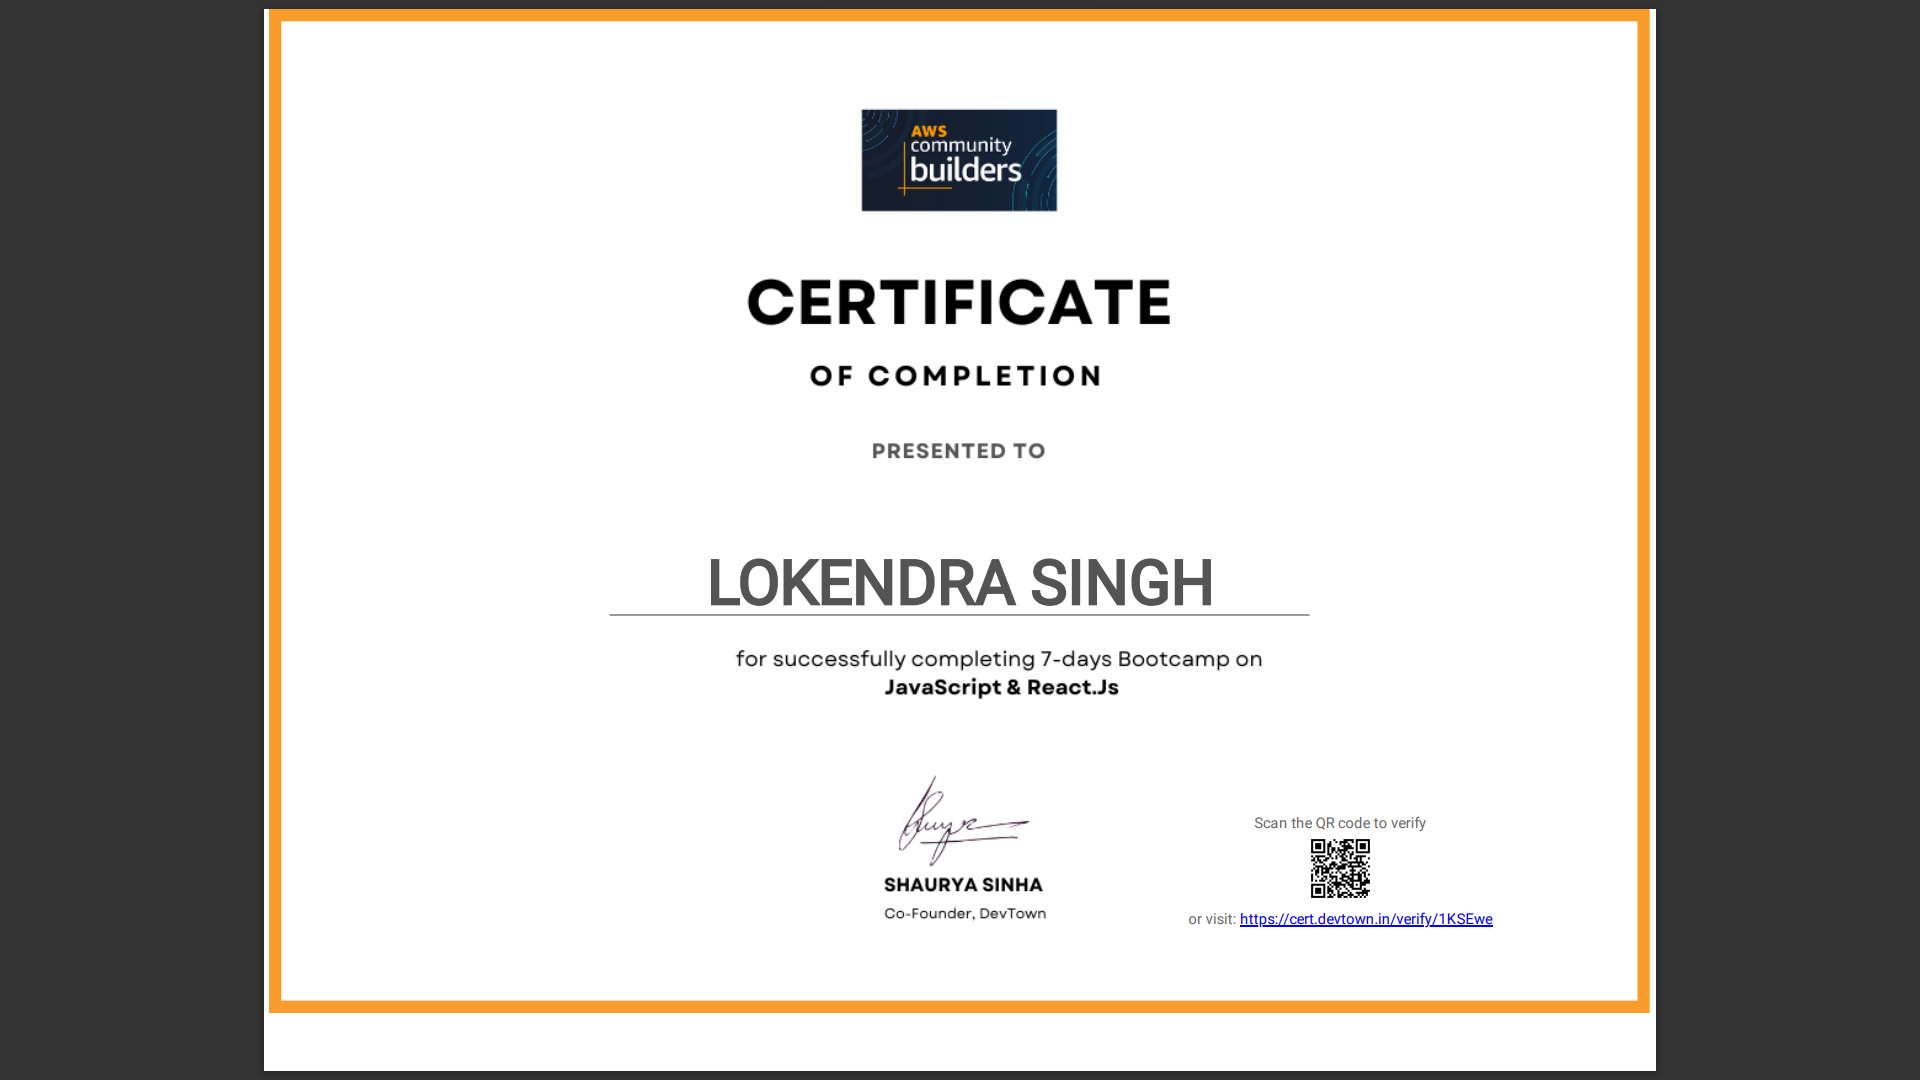 AWS
community
builders
CERTIFICATE
OF COMPLETION
PRESENTED TO
LOKENDRA SINGH
for successfully completing 7-days Bootcamp on
JavaScript & React.Js
SHAURYA SINHA
Co-Founder, DevTown
Scan the QR code to verify
or visit: https://cert.devtown.in/verify/1KSEwe